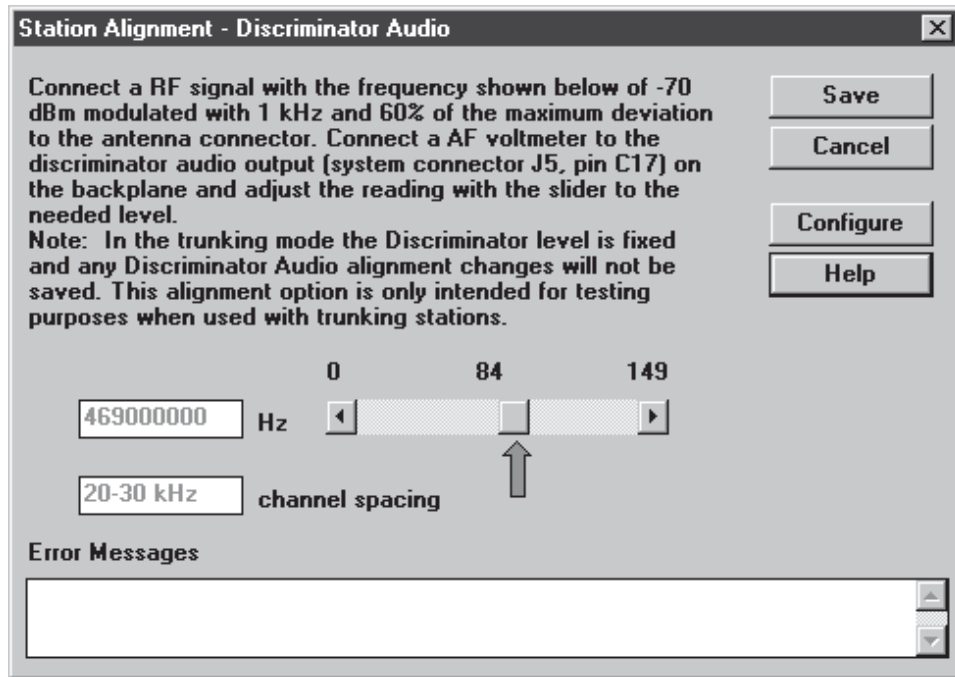 Station Alignment - Discriminator Audio
Connect a RF signal with the frequency shown below of -70
dBm modulated with 1 kHz and 60% of the maximum deviation
to the antenna connector. Connect a AF voltmeter to the
discriminator audio output (system connector J5, pin C17) on
the backplane and adjust the reading with the slider to the
needed level.
Note:  In the trunking mode the Discriminator level is fixed
and any Discriminator Audio alignment changes will not be
saved. This alignment option is only intended for testing
purposes when used with trunking stations.
Save
Cancel
Configure
Help
0 84 149
469000000 Hz
20-30 kHz channel spacing
Error Messages